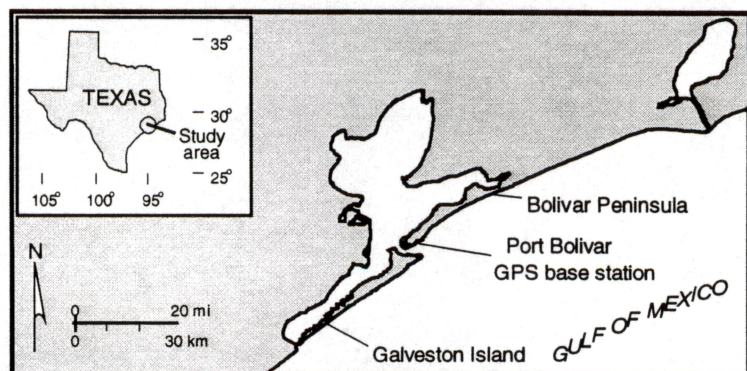 35°
TEXAS
30°
Study
area
25°
105° 100° 95°
Bolivar Peninsula
Port Bolivar
GPS base station
N
0 20 mi
0 30 km
Galveston Island
GULF OF MEXICO